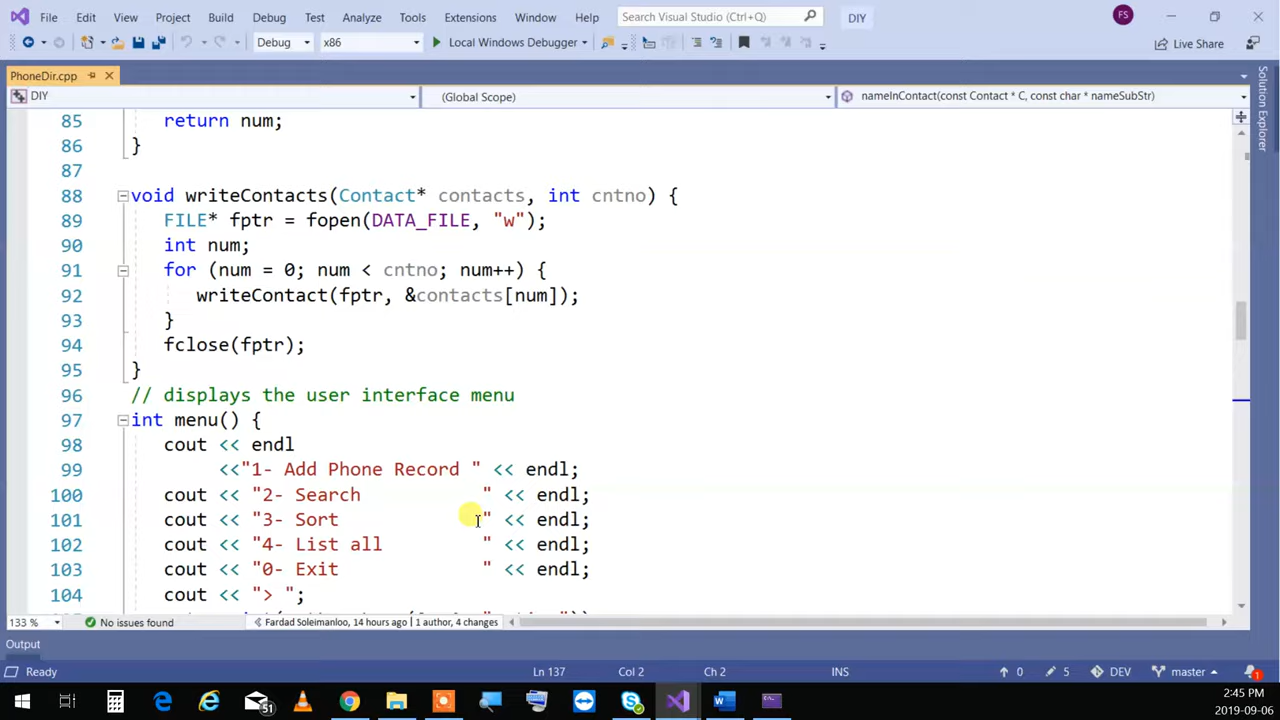 File Edit View Project Build Debug Test Analyze Tools Extensions Window Help Search Visual Studio (Ctrl+Q) DIY FS
Debug x86 Local Windows Debugger Live Share
PhoneDir.cpp
DIY (Global Scope) nameInContact(const Contact * C, const char * nameSubStr)
Solution Explorer
85 return num;
86 }
87
88 void writeContacts(Contact* contacts, int cntno) {
89 FILE* fptr = fopen(DATA_FILE, "w");
90 int num;
91 for (num = 0; num < cntno; num++) {
92 writeContact(fptr, &contacts[num]);
93 }
94 fclose(fptr);
95 }
96 // displays the user interface menu
97 int menu() {
98 cout << endl
99 <<"1- Add Phone Record " << endl;
100 cout << "2- Search " << endl;
101 cout << "3- Sort " << endl;
102 cout << "4- List all " << endl;
103 cout << "0- Exit " << endl;
104 cout << "> ";
133 % No issues found Fardad Soleimanloo, 14 hours ago | 1 author, 4 changes
Output
Ready Ln 137 Col 2 Ch 2 INS 0 5 DEV master 1
51
2:45 PM
2019-09-06